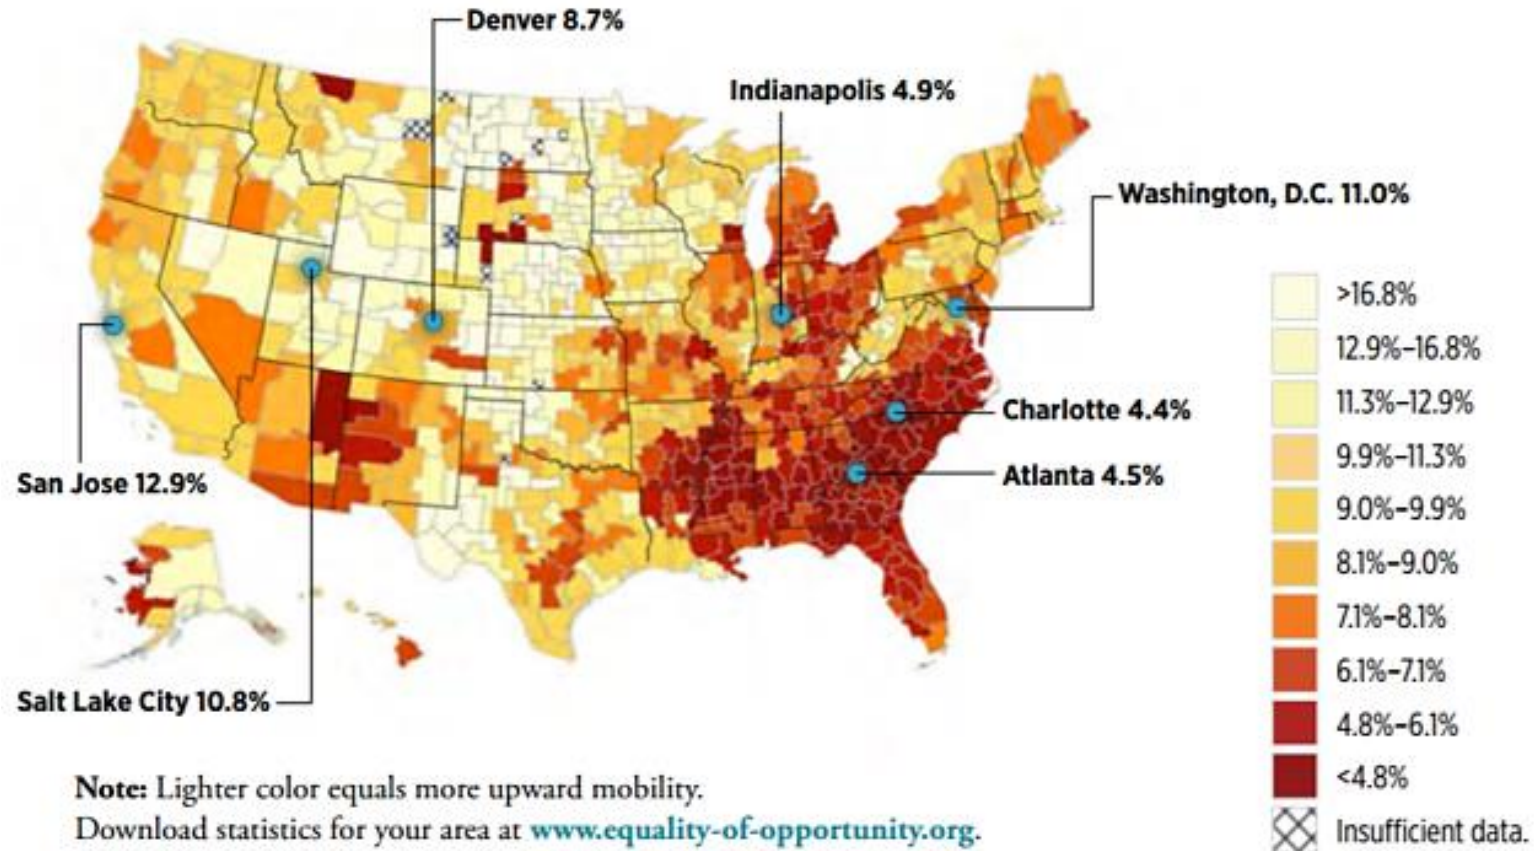 Denver 8.7%
Indianapolis 4.9%
Washington, D.C. 11.0%
>16.8%
12.9%–16.8%
11.3%–12.9%
9.9%–11.3%
9.0%–9.9%
8.1%–9.0%
7.1%–8.1%
6.1%–7.1%
4.8%–6.1%
<4.8%
Insufficient data.
Charlotte 4.4%
Atlanta 4.5%
San Jose 12.9%
Salt Lake City 10.8%
Note: Lighter color equals more upward mobility.
Download statistics for your area at www.equality-of-opportunity.org.